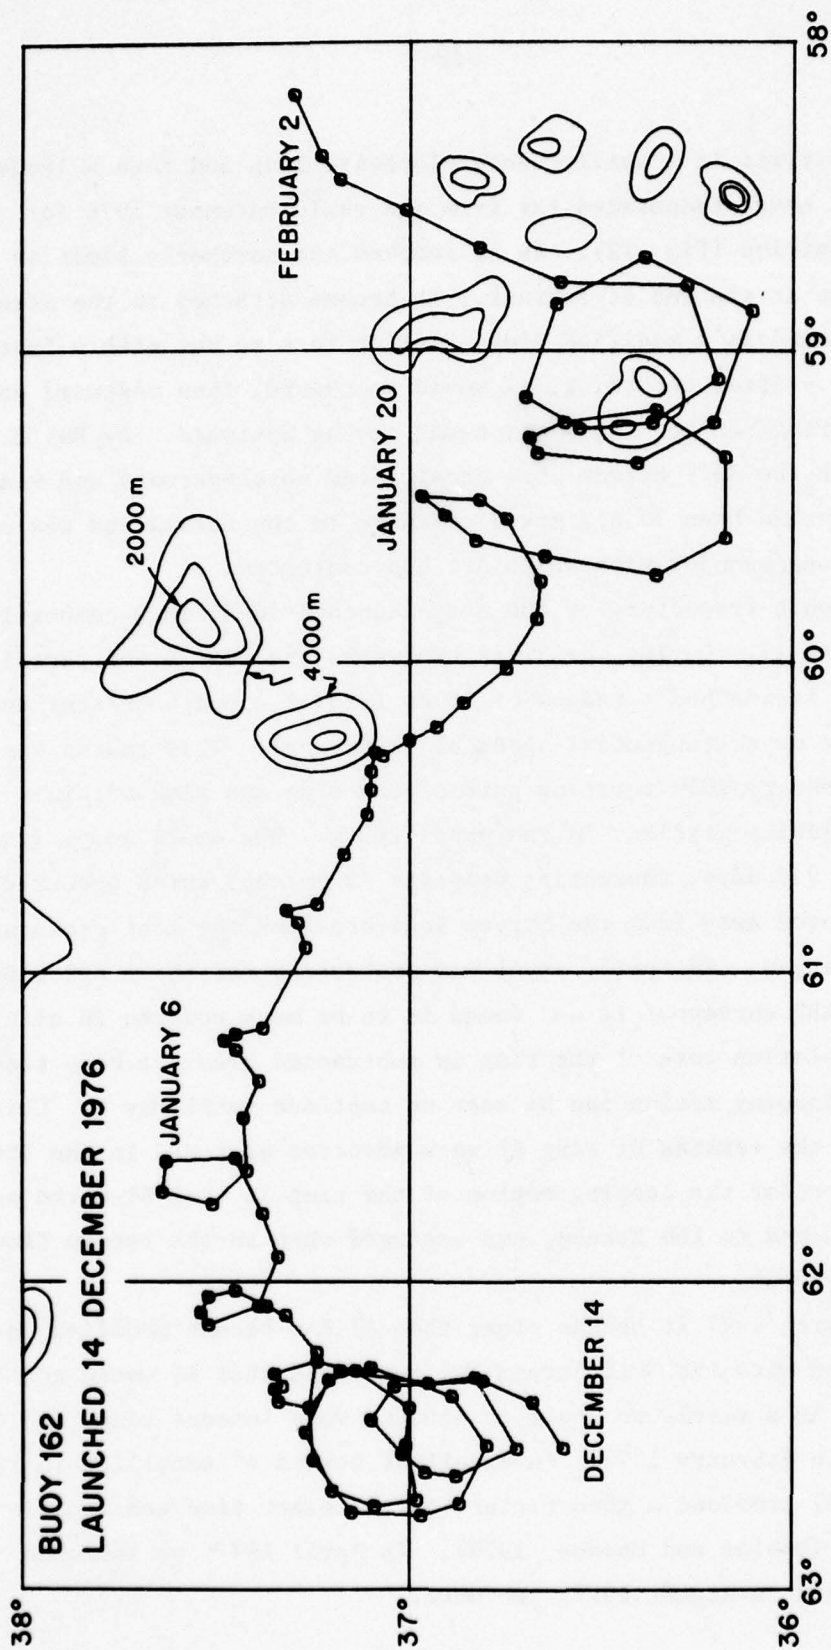 BUOY 162
LAUNCHED 14 DECEMBER 1976
38°
37°
36°
63°
62°
61°
60°
59°
58°
DECEMBER 14
JANUARY 6
JANUARY 20
FEBRUARY 2
2000 m
4000 m